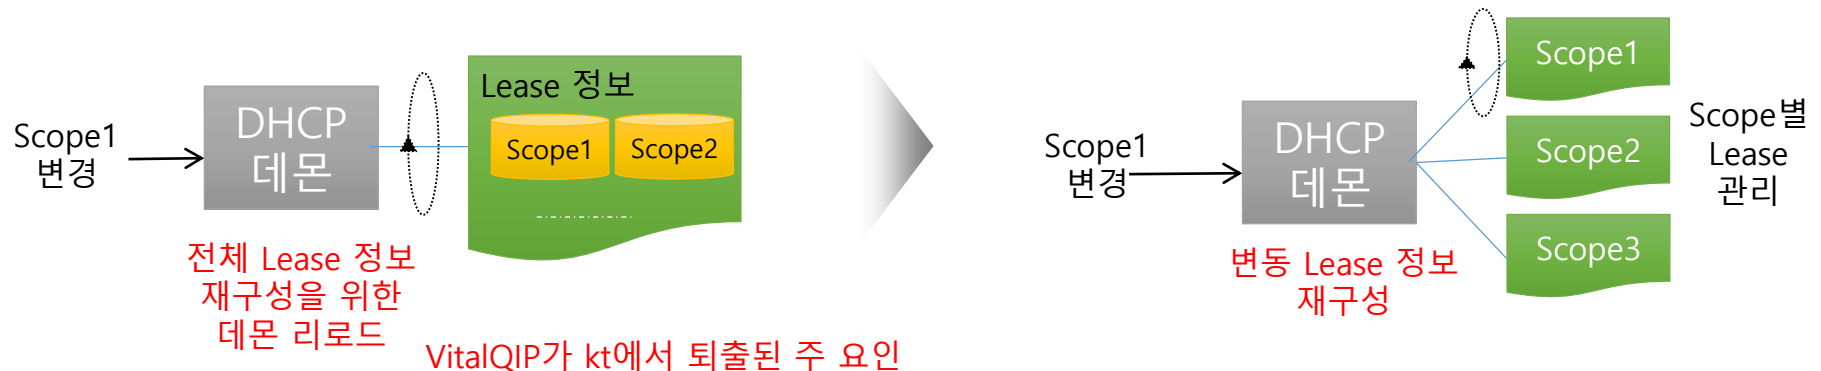 Scope1
변경
DHCP
데몬
Lease 정보
Scope1
Scope2
전체 Lease 정보
재구성을 위한
데몬 리로드
VitalQIP가 kt에서 퇴출된 주 요인
Scope1
변경
DHCP
데몬
변동 Lease 정보
재구성
Scope1
Scope2
Scope3
Scope별
Lease
관리